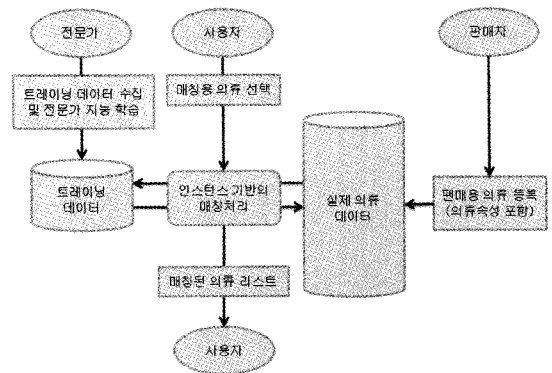 전문가
사용자
판매자
트레이닝 데이터 수집
및 전문가 지능 학습
매칭용 의류 선택
트레이닝
데이터
인스턴스 기반의
매칭처리
실제 의류
데이터
판매용 의류 등록
(의류속성 포함)
매칭된 의류 리스트
사용자